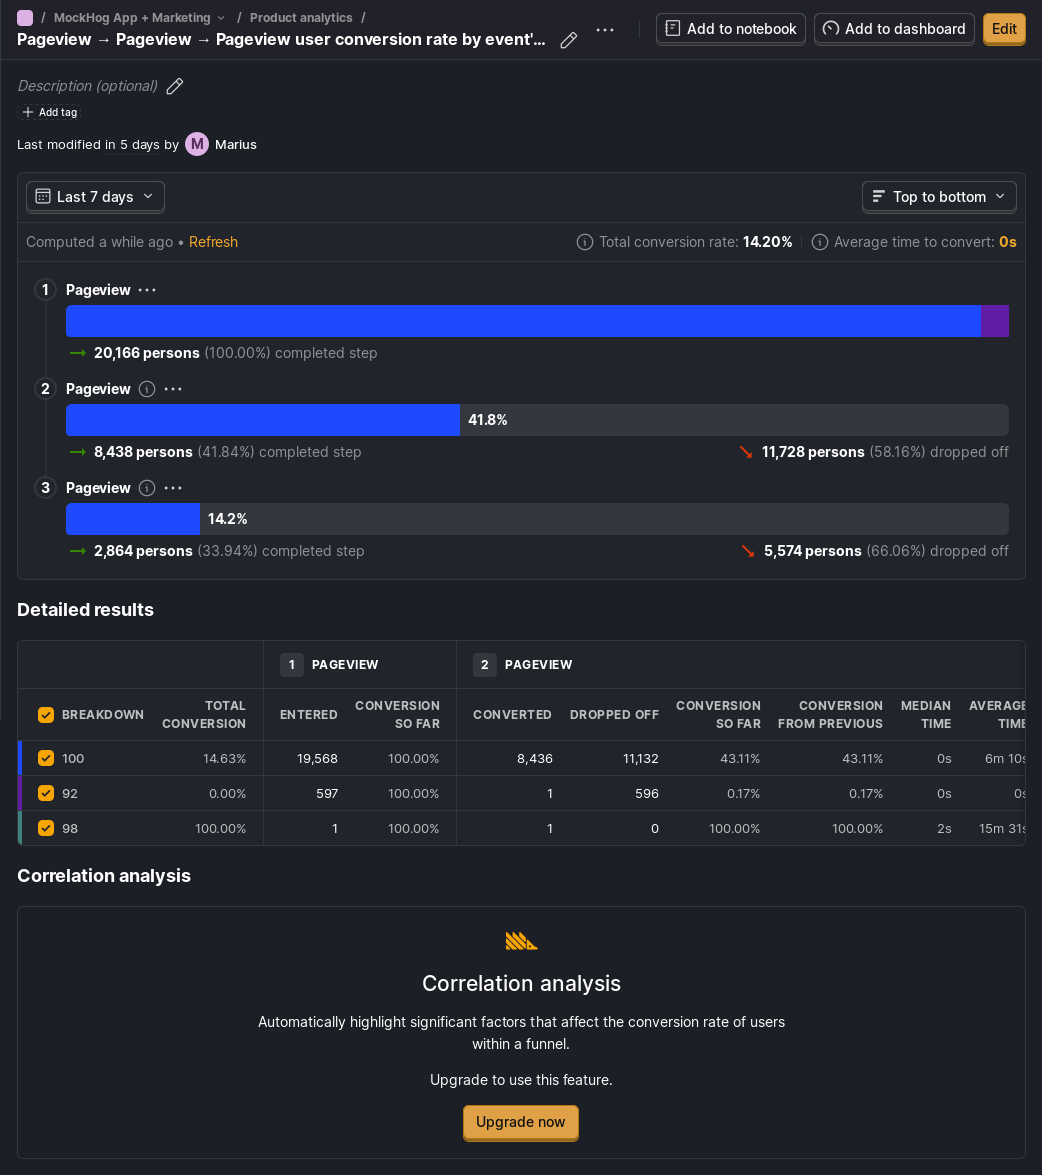 / MockHog App + Marketing / Product analytics /
Pageview → Pageview → Pageview user conversion rate by event'...
Add to notebook
Add to dashboard
Edit
Description (optional)
Add tag
Last modified in 5 days by M Marius
Last 7 days
Top to bottom
Computed a while ago • Refresh
Total conversion rate: 14.20%
Average time to convert: 0s
1 Pageview
20,166 persons (100.00%) completed step
2 Pageview
41.8%
8,438 persons (41.84%) completed step
11,728 persons (58.16%) dropped off
3 Pageview
14.2%
2,864 persons (33.94%) completed step
5,574 persons (66.06%) dropped off
Detailed results
1 PAGEVIEW 2 PAGEVIEW
BREAKDOWN TOTAL CONVERSION ENTERED CONVERSION SO FAR CONVERTED DROPPED OFF CONVERSION SO FAR CONVERSION FROM PREVIOUS MEDIAN TIME AVERAGE TIME
100 14.63% 19,568 100.00% 8,436 11,132 43.11% 43.11% 0s 6m 10s
92 0.00% 597 100.00% 1 596 0.17% 0.17% 0s 0s
98 100.00% 1 100.00% 1 0 100.00% 100.00% 2s 15m 31s
Correlation analysis
Correlation analysis
Automatically highlight significant factors that affect the conversion rate of users
within a funnel.
Upgrade to use this feature.
Upgrade now